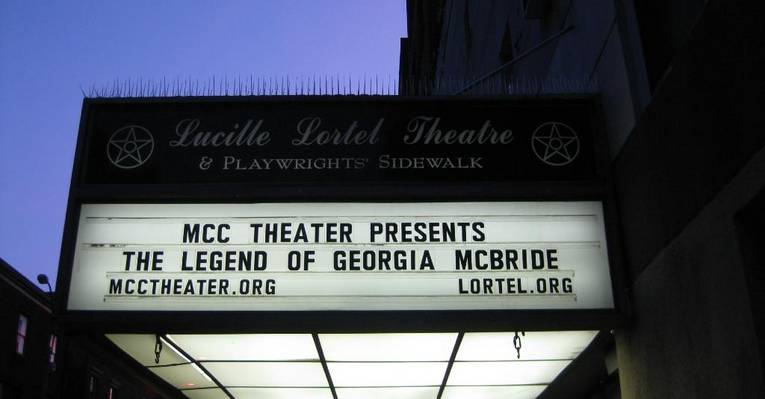 Lucille Lortel Theatre
& PLAYWRIGHTS' SIDEWALK
MCC THEATER PRESENTS
THE LEGEND OF GEORGIA MCBRIDE
MCCTHEATER.ORG LORTEL.ORG